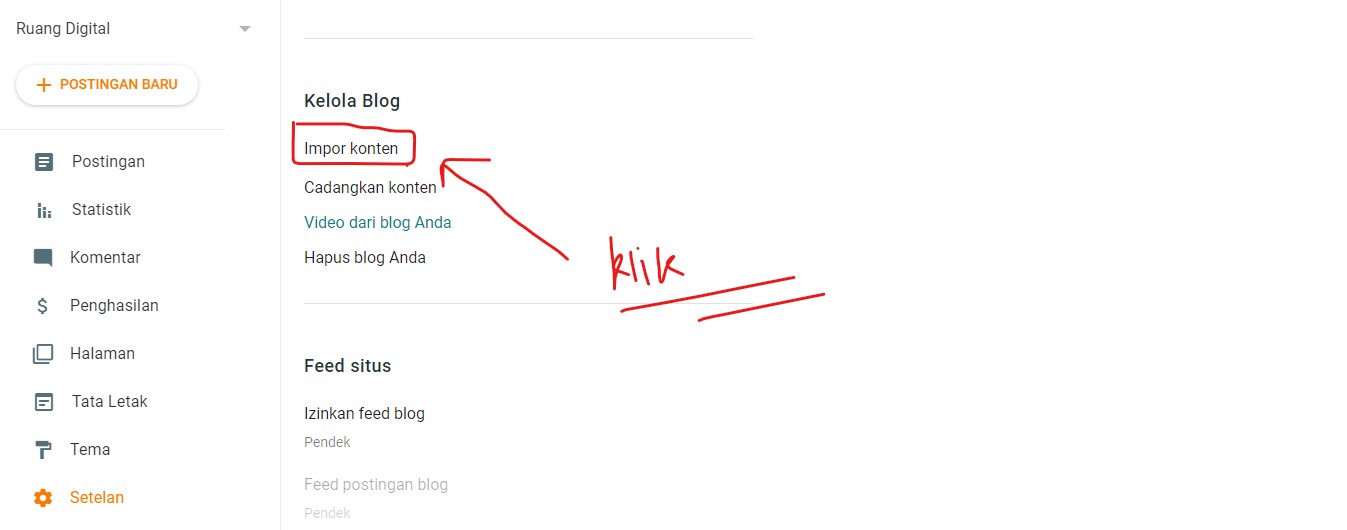 Ruang Digital
POSTINGAN BARU
Postingan
Statistik
Komentar
Penghasilan
Halaman
Tata Letak
Tema
Setelan
Kelola Blog
Impor konten
Cadangkan konten
Video dari blog Anda
Hapus blog Anda
klik
Feed situs
Izinkan feed blog
Pendek
Feed postingan blog
Pendek